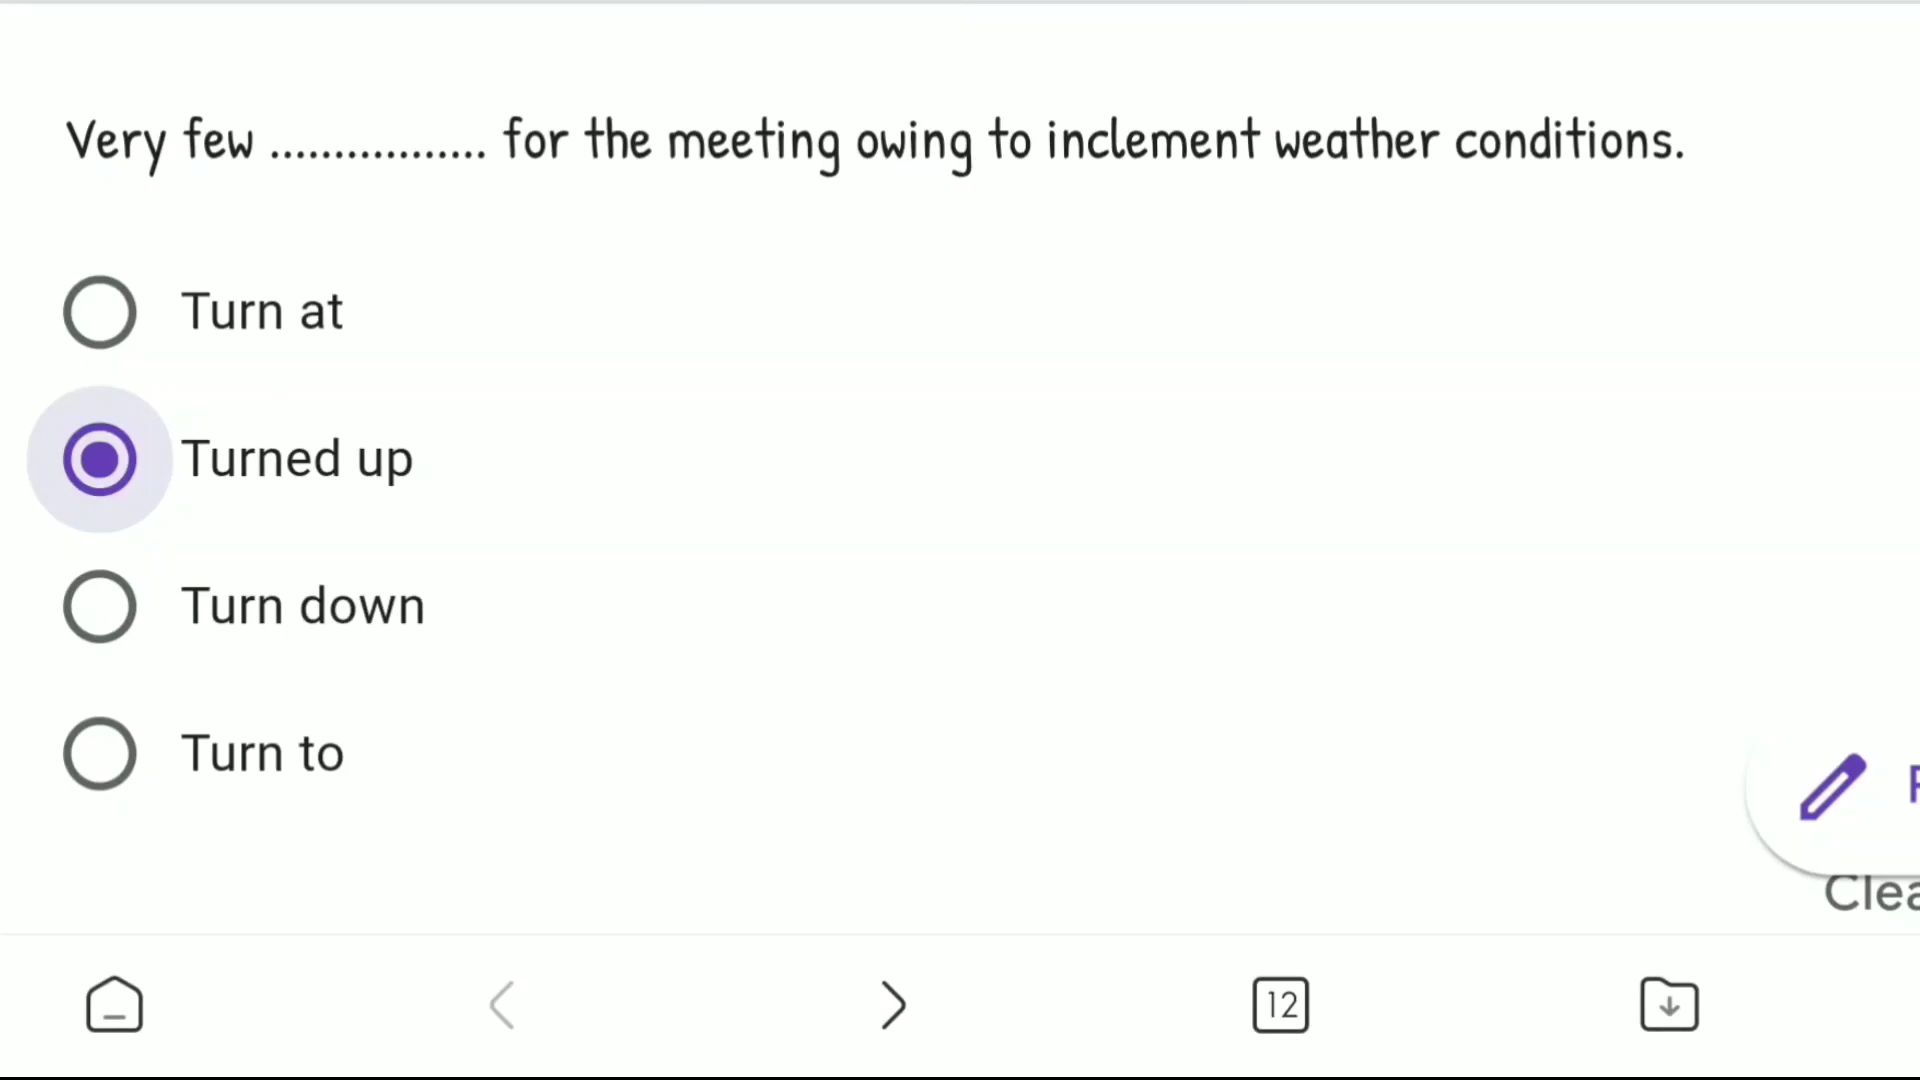 Very few ................. for the meeting owing to inclement weather conditions.
Turn at
Turned up
Turn down
Turn to
12